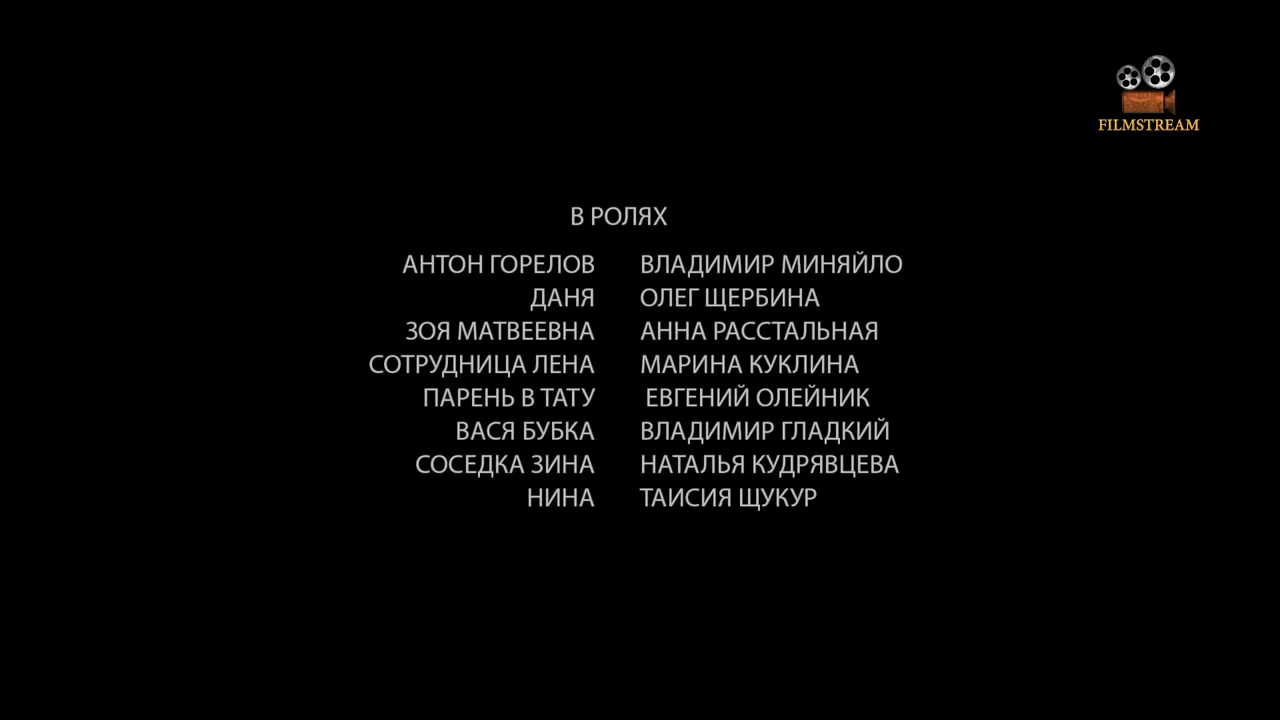 FILMSTREAM
В РОЛЯХ
АНТОН ГОРЕЛОВ ВЛАДИМИР МИНЯЙЛО
ДАНЯ ОЛЕГ ЩЕРБИНА
ЗОЯ МАТВЕЕВНА АННА РАССТАЛЬНАЯ
СОТРУДНИЦА ЛЕНА МАРИНА КУКЛИНА
ПАРЕНЬ В ТАТУ ЕВГЕНИЙ ОЛЕЙНИК
ВАСЯ БУБКА ВЛАДИМИР ГЛАДКИЙ
СОСЕДКА ЗИНА НАТАЛЬЯ КУДРЯВЦЕВА
НИНА ТАИСИЯ ЩУКУР